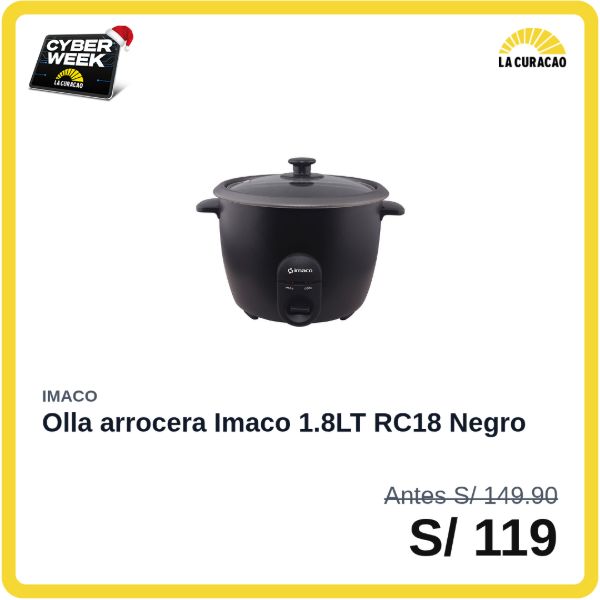 CYBER
WEEK
LA CURACAO
LA CURACAO
imaco
IMACO
Olla arrocera Imaco 1.8LT RC18 Negro
Antes S/ 149.90
S/ 119